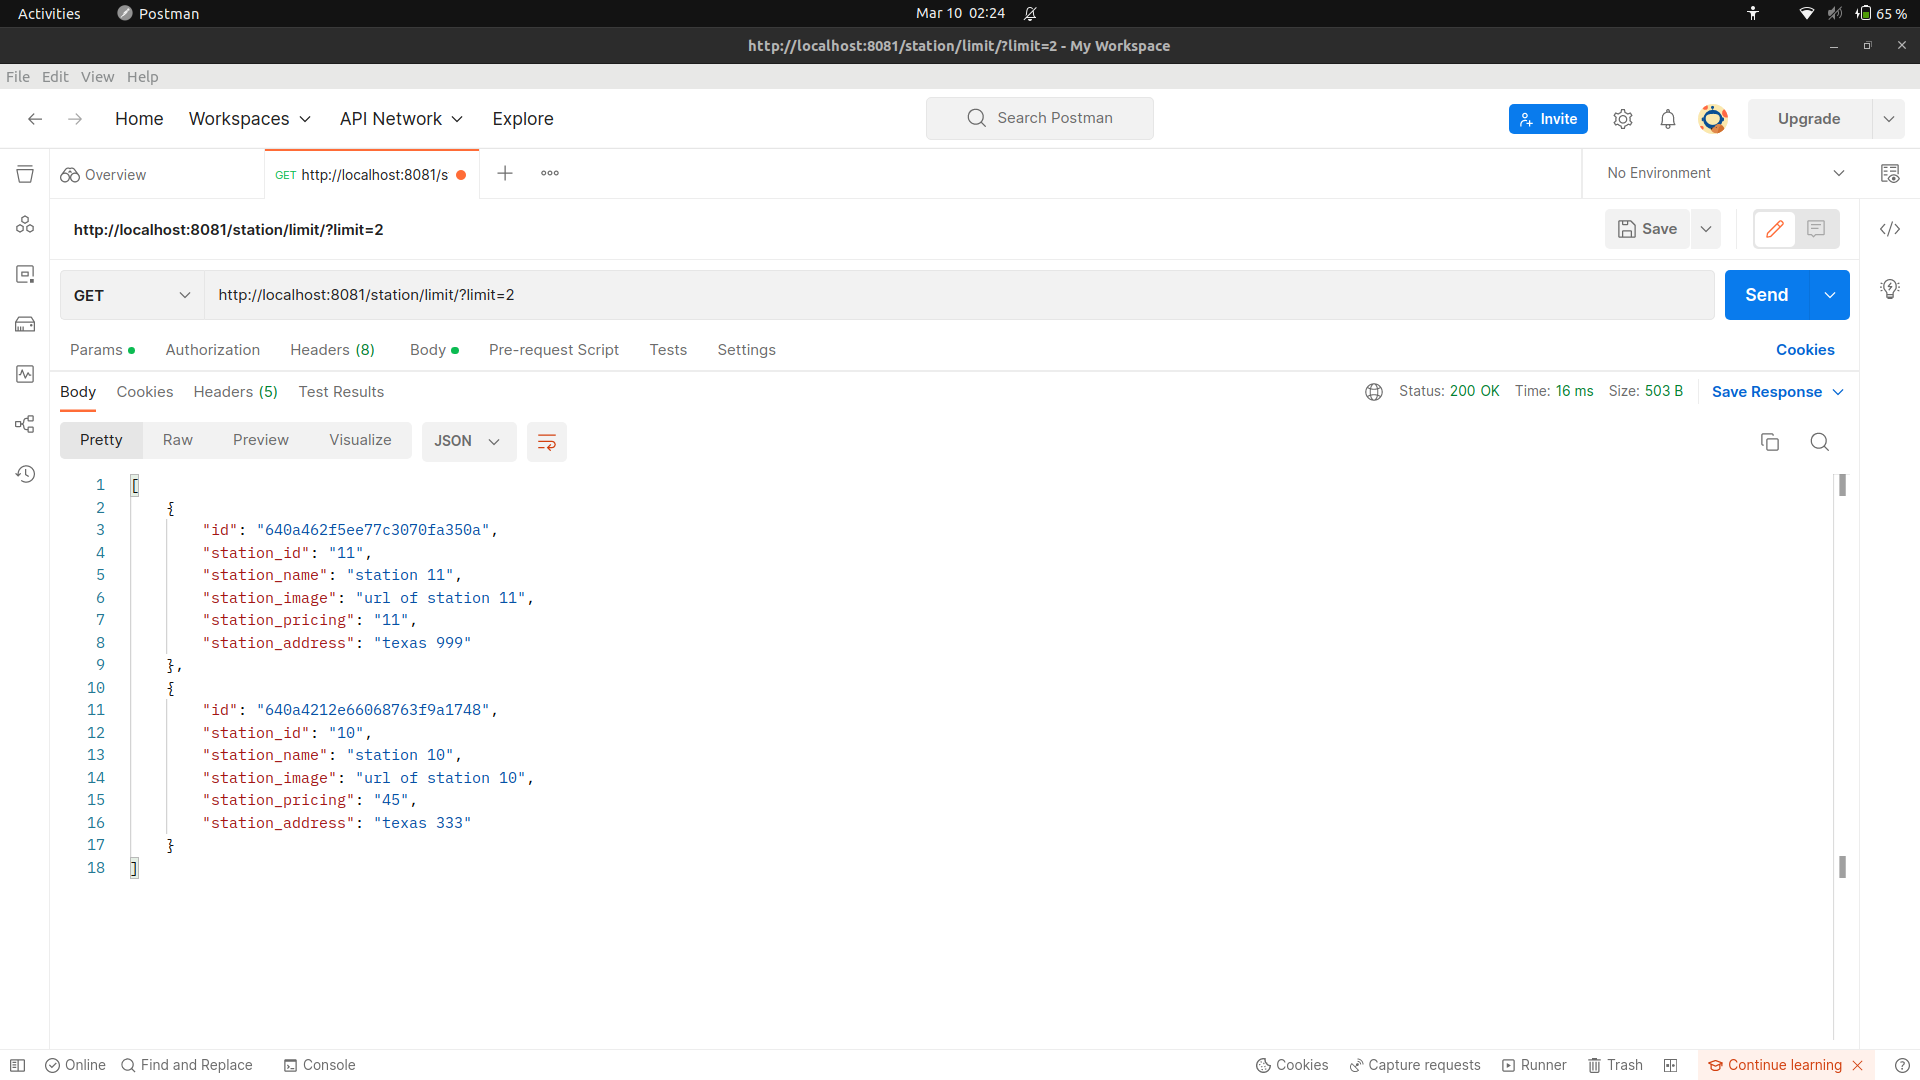 Activities Postman Mar 10 02:24 65 %
http://localhost:8081/station/limit/?limit=2 - My Workspace
File Edit View Help
Home Workspaces API Network Explore Search Postman Invite Upgrade
Overview GET http://localhost:8081/s No Environment
http://localhost:8081/station/limit/?limit=2 Save
GET http://localhost:8081/station/limit/?limit=2 Send
Params Authorization Headers (8) Body Pre-request Script Tests Settings Cookies
Body Cookies Headers (5) Test Results Status: 200 OK Time: 16 ms Size: 503 B Save Response
Pretty Raw Preview Visualize JSON
1 [
2 {
3 "id": "640a462f5ee77c3070fa350a",
4 "station_id": "11",
5 "station_name": "station 11",
6 "station_image": "url of station 11",
7 "station_pricing": "11",
8 "station_address": "texas 999"
9 },
10 {
11 "id": "640a4212e66068763f9a1748",
12 "station_id": "10",
13 "station_name": "station 10",
14 "station_image": "url of station 10",
15 "station_pricing": "45",
16 "station_address": "texas 333"
17 }
18 ]
Online Find and Replace Console Cookies Capture requests Runner Trash Continue learning